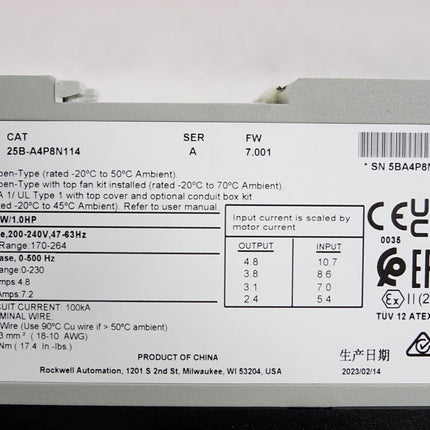 CAT SER FW
25B-A4P8N114 A 7.001
* SN 5BA4P8N
pen-Type (rated -20°C to 50°C Ambient).
pen-Type with top fan kit installed (rated -20°C to 70°C Ambient)
A 1/ UL Type 1 with top cover and optional conduit box kit
d -20°C to 45°C Ambient). Refer to user manual.
W/1.0HP
e,200-240V,47-63Hz
Range:170-264
ase, 0-500 Hz
ange 0-230
mps 4.8
Amps 7.2
CUIT CURRENT: 100kA
MINAL WIRE:
Wire (Use 90°C Cu wire if > 50°C ambient)
3 mm² (18-10 AWG)
Nm ( 17.4 In.-lbs.)
Input current is scaled by
motor current
OUTPUT INPUT
4.8 10.7
3.8 8.6
3.1 7.0
2.4 5.4
CE UK
0035
Ex II (2
TÜV 12 ATEX
PRODUCT OF CHINA
Rockwell Automation, 1201 S 2nd St, Milwaukee, WI 53204, USA
生产日期
2023/02/14